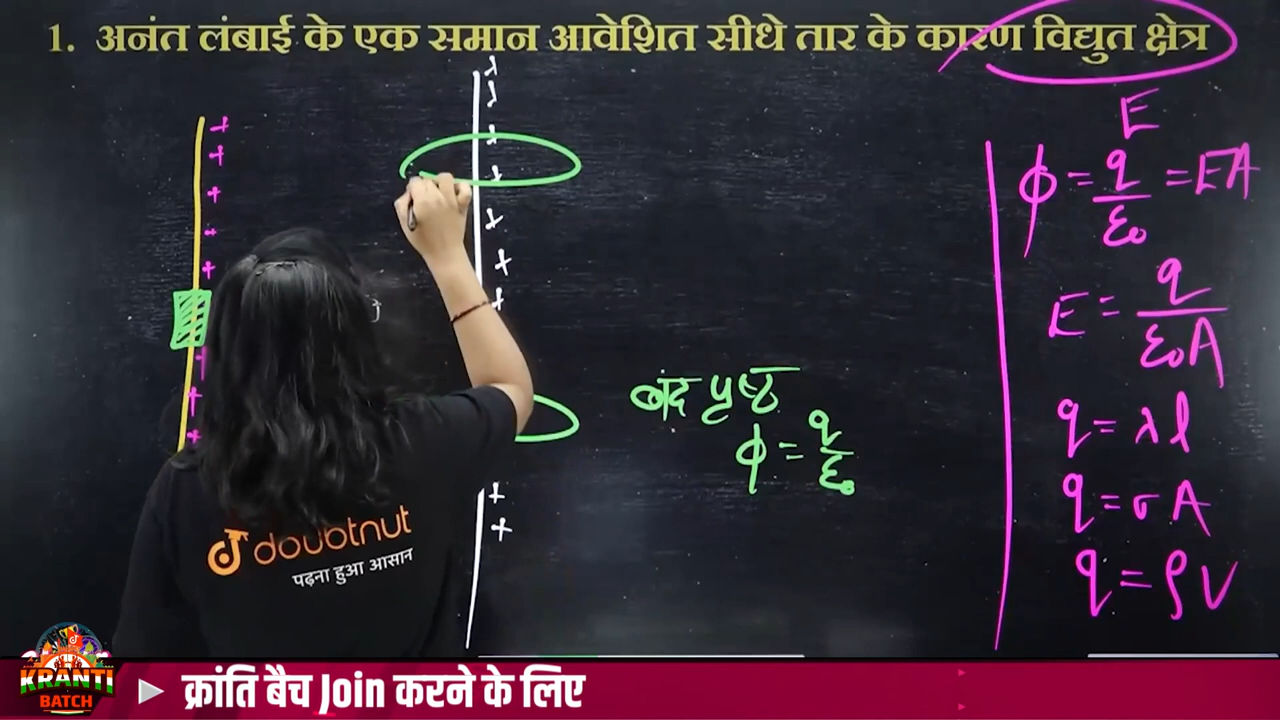 1. अनंत लंबाई के एक समान आवेशित सीधे तार के कारण विद्युत क्षेत्र
E
ϕ = q/ε₀ = EA
E = q/ε₀A
q = λl
q = σA
q = ρV
बंद पृष्ठ
ϕ = q/ε₀
doubtnut
पढ़ना हुआ आसान
KRANTI
BATCH
क्रांति बैच Join करने के लिए